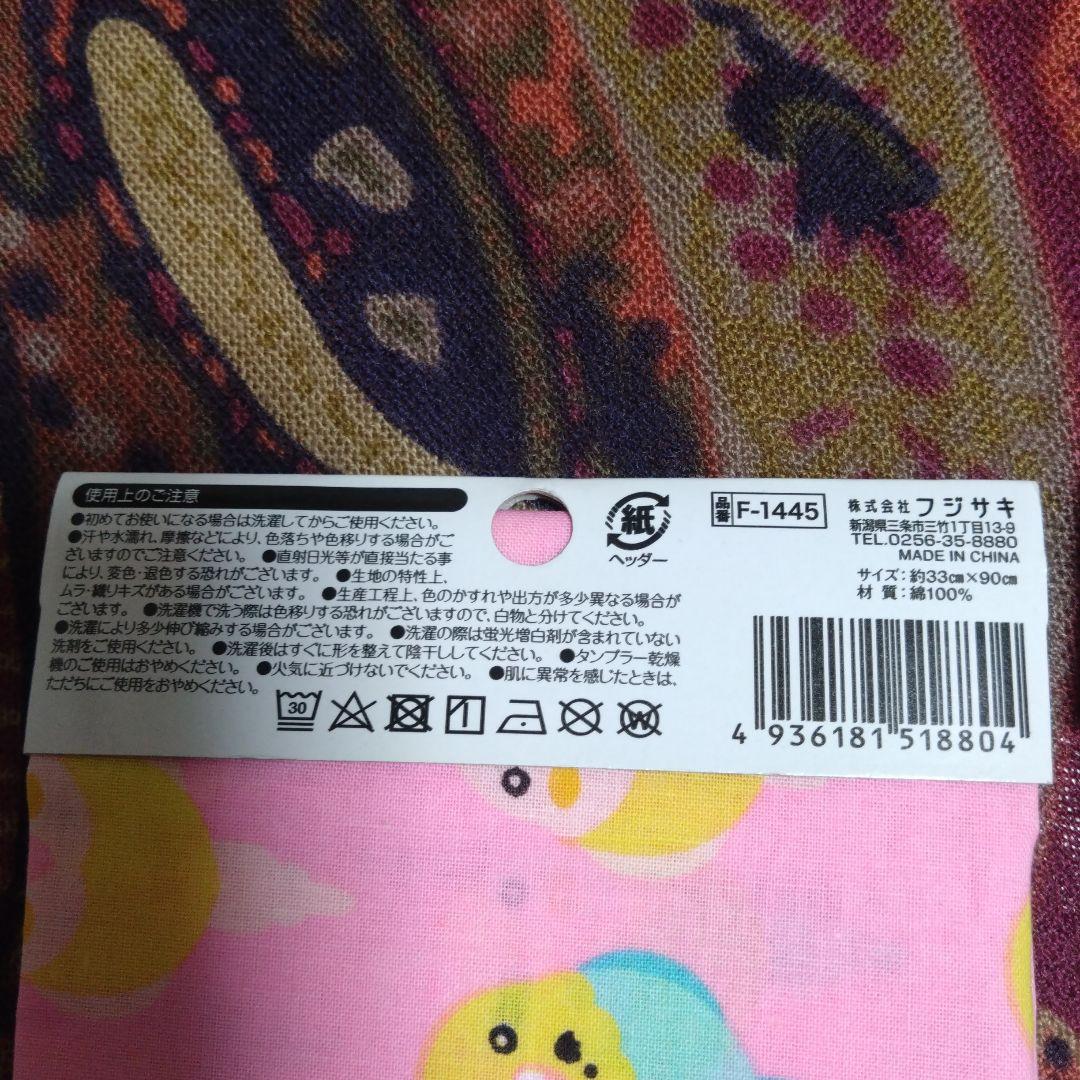 使用上のご注意
●初めてお使いになる場合は洗濯してからご使用ください。
●汗や水濡れ、摩擦などにより、色落ちや色移りする場合がご
ざいますのでご注意ください。 ●直射日光等が直接当たる事
により、変色・退色する恐れがございます。 ●生地の特性上、
ムラ・織りキズがある場合がございます。 ●生産工程上、色のかすれや出方が多少異なる場合が
ございます。 ●洗濯機で洗う際は色移りする恐れがございますので、白物と分けてください。
●洗濯により多少伸び縮みする場合がございます。 ●洗濯の際は蛍光増白剤が含まれていない
洗剤をご使用ください。 ●洗濯後はすぐに形を整えて陰干ししてください。 ●タンブラー乾燥
機のご使用はおやめください。 ●火気に近づけないでください。 ●肌に異常を感じたときは、
ただちにご使用をおやめください。
30
W
紙
ヘッダー
品番 F-1445
株式会社 フジサキ
新潟県三条市三竹1丁目13-9
TEL.0256-35-8880
MADE IN CHINA
サイズ：約33㎝×90㎝
材 質：綿100%
4 936181 518804